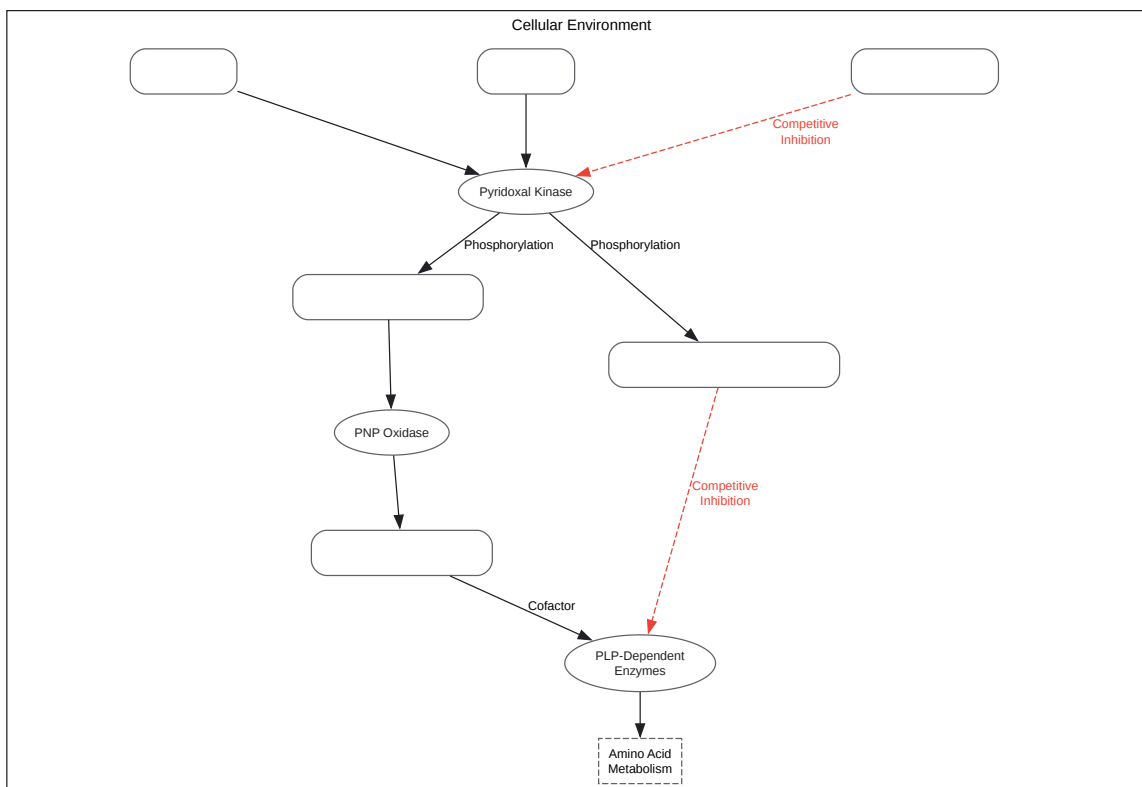 Cellular Environment
Competitive
Inhibition
Pyridoxal Kinase
Phosphorylation
Phosphorylation
PNP Oxidase
Competitive
Inhibition
Cofactor
PLP-Dependent
Enzymes
Amino Acid
Metabolism